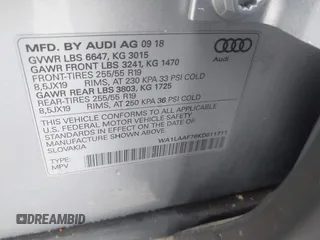 MFD. BY AUDI AG 09 18
GVWR LBS 6647, KG 3015
GAWR FRONT LBS 3241, KG 1470
FRONT-TIRES 255/55 R19
8,5JX19 RIMS, AT 230 KPA 33 PSI COLD
GAWR REAR LBS 3803, KG 1725
REAR-TIRES 255/55 R19
8,5JX19 RIMS, AT 250 KPA 36 PSI COLD
THIS VEHICLE CONFORMS TO ALL APPLICABLE
U.S. FEDERAL MOTOR VEHICLE SAFETY
STANDARDS IN EFFECT ON THE DATE OF
MANUFACTURE SHOWN ABOVE.
SLOVAKIA
TYPE:
MPV
Audi
DREAMBID